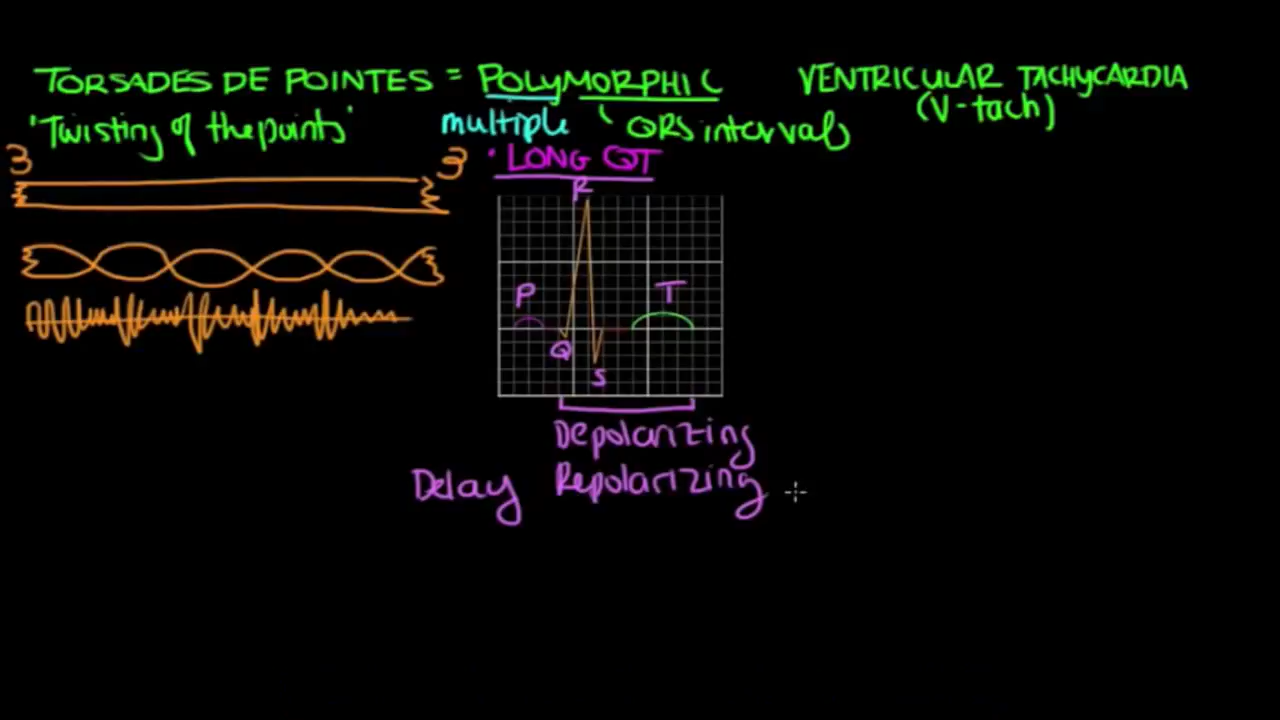 TORSADES DE POINTES = POLYMORPHIC VENTRICULAR TACHYCARDIA
(V-tach)
'Twisting of the points' multiple QRS intervals
• LONG QT
R
P
T
Q
S
Depolarizing
Delay Repolarizing